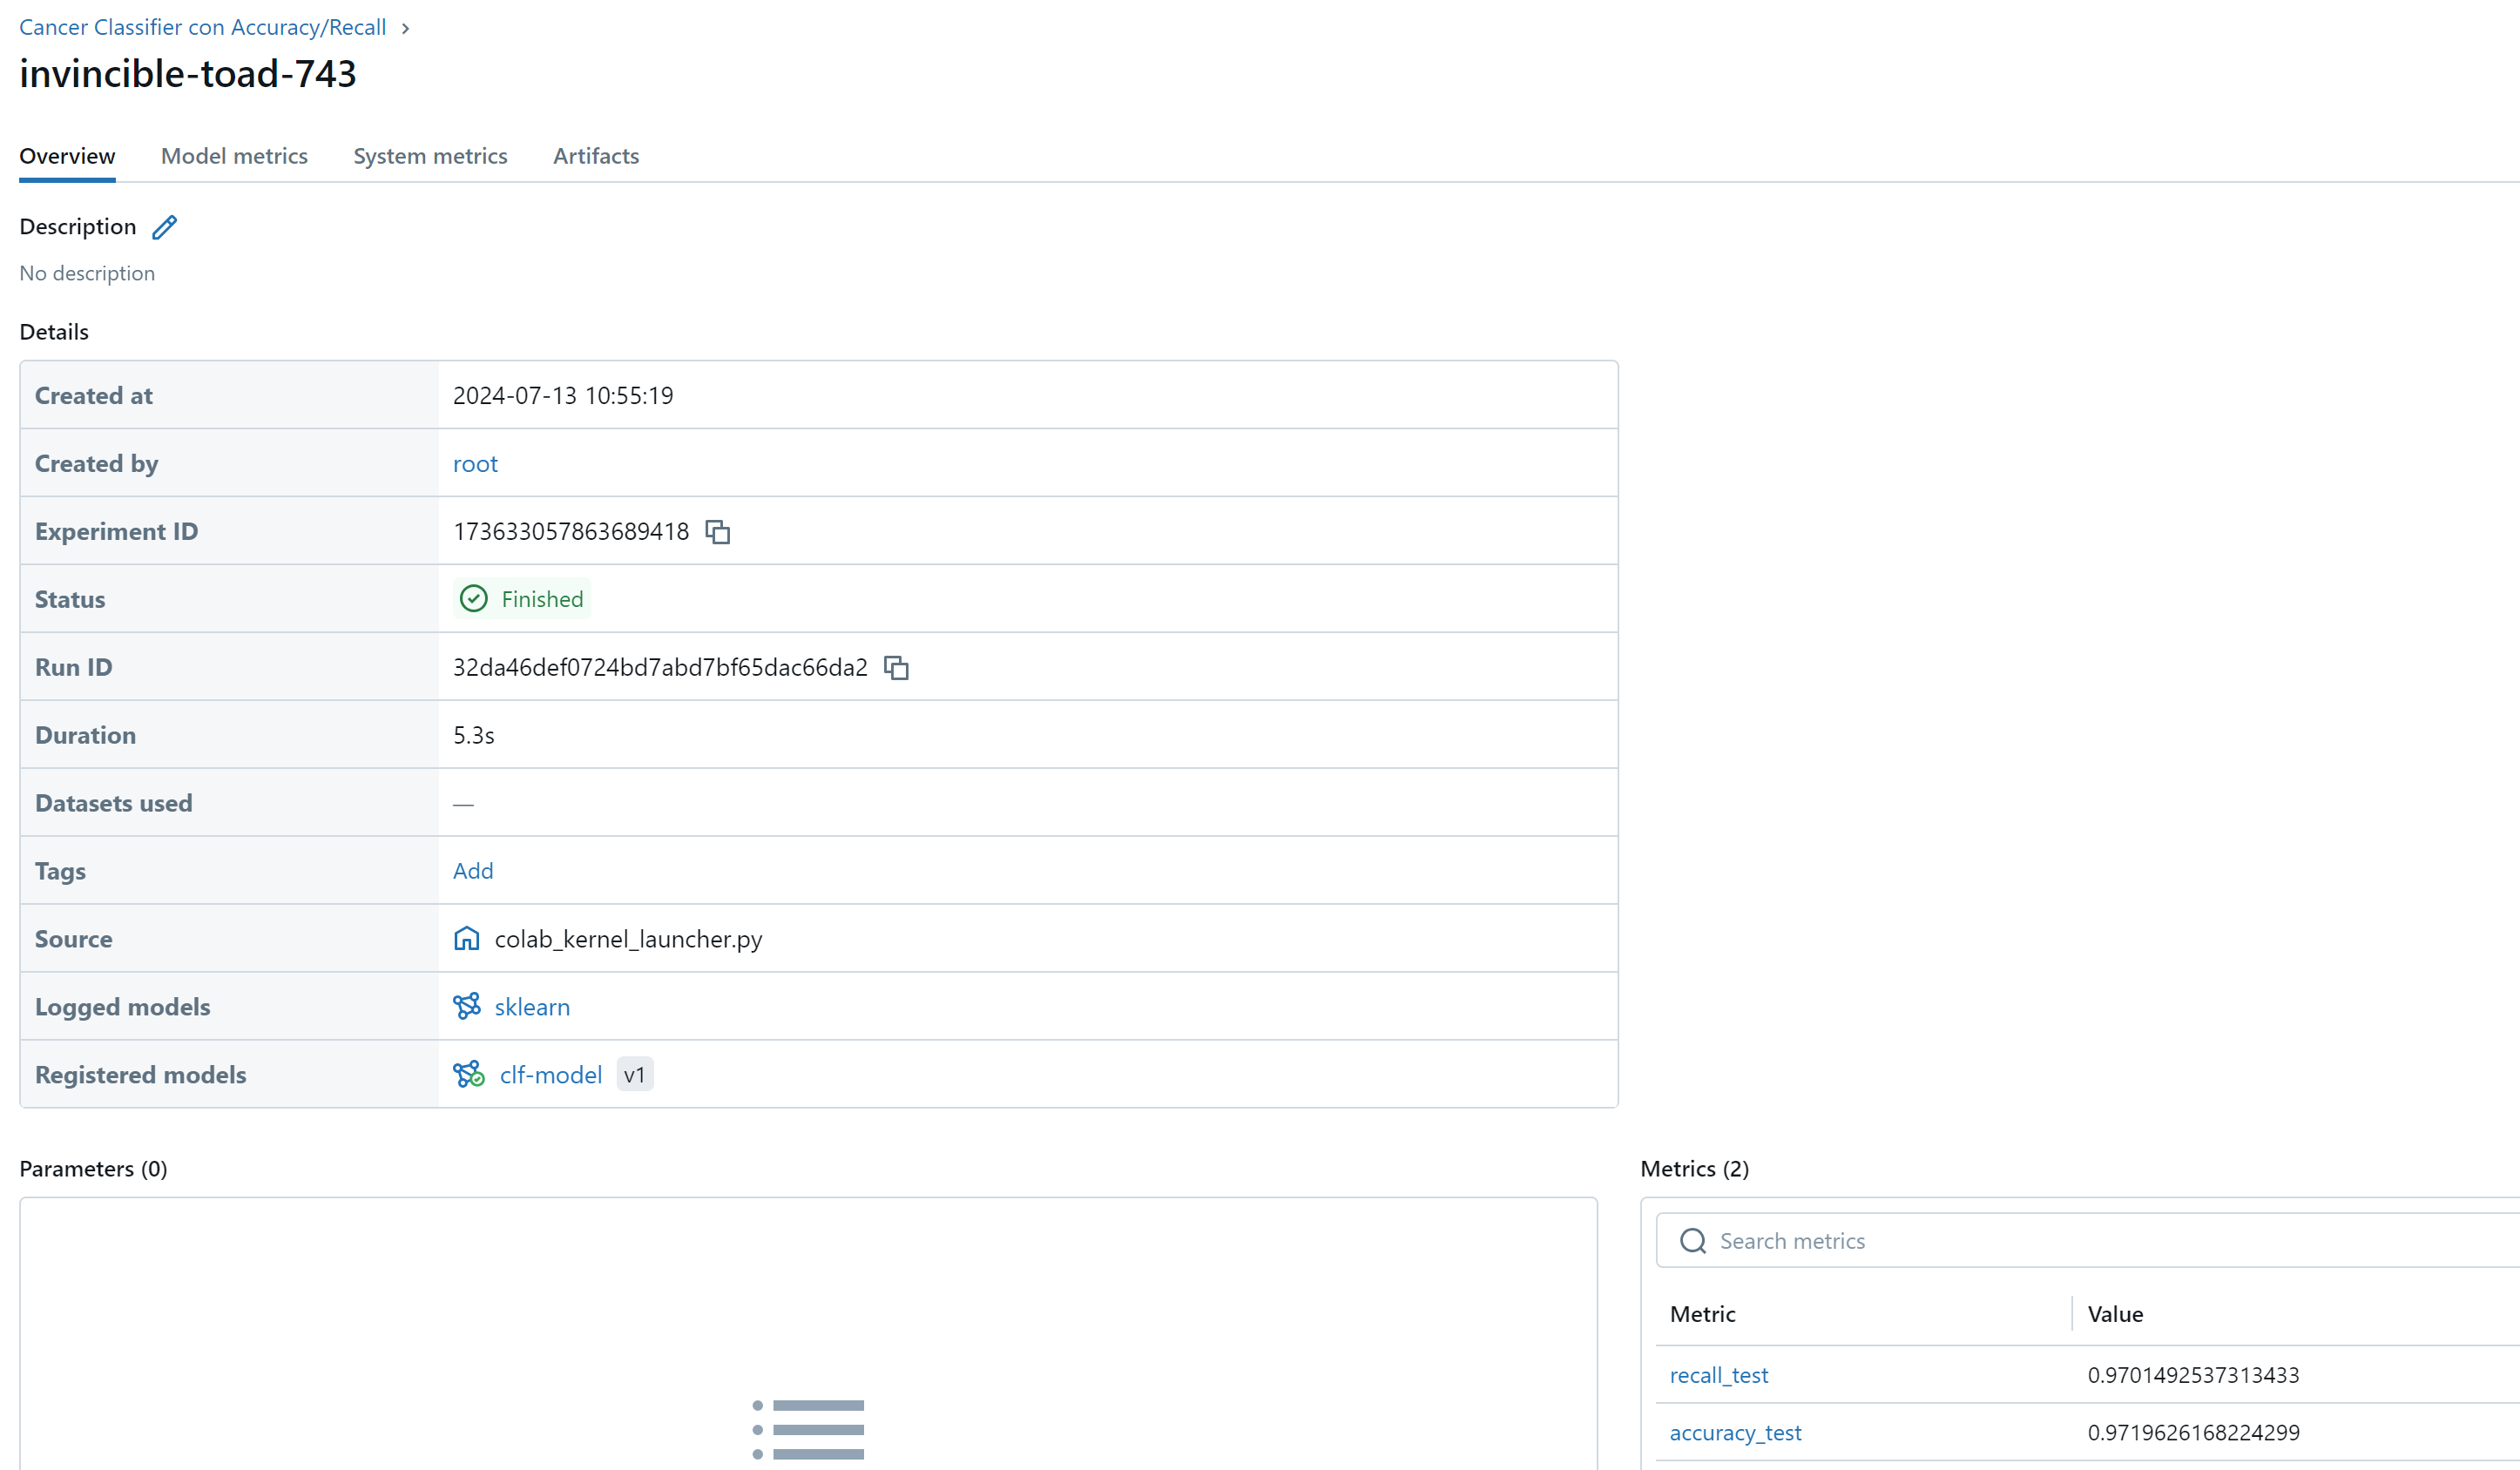 Cancer Classifier con Accuracy/Recall
invincible-toad-743
Overview Model metrics System metrics Artifacts
Description
No description
Details
Created at 2024-07-13 10:55:19
Created by root
Experiment ID 173633057863689418
Status Finished
Run ID 32da46def0724bd7abd7bf65dac66da2
Duration 5.3s
Datasets used —
Tags Add
Source colab_kernel_launcher.py
Logged models sklearn
Registered models clf-model v1
Parameters (0)
Metrics (2)
Search metrics
Metric Value
recall_test 0.9701492537313433
accuracy_test 0.9719626168224299